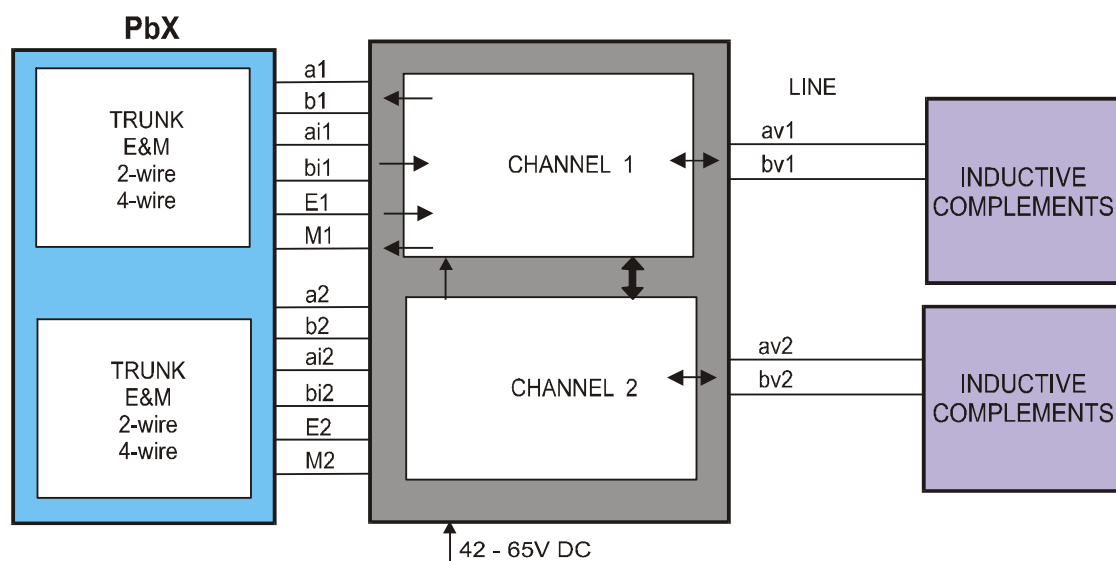 PbX
TRUNK
E&M
2-wire
4-wire
a1
b1
ai1
bi1
E1
M1
CHANNEL 1
LINE
av1
bv1
INDUCTIVE
COMPLEMENTS
TRUNK
E&M
2-wire
4-wire
a2
b2
ai2
bi2
E2
M2
CHANNEL 2
av2
bv2
INDUCTIVE
COMPLEMENTS
42 - 65V DC